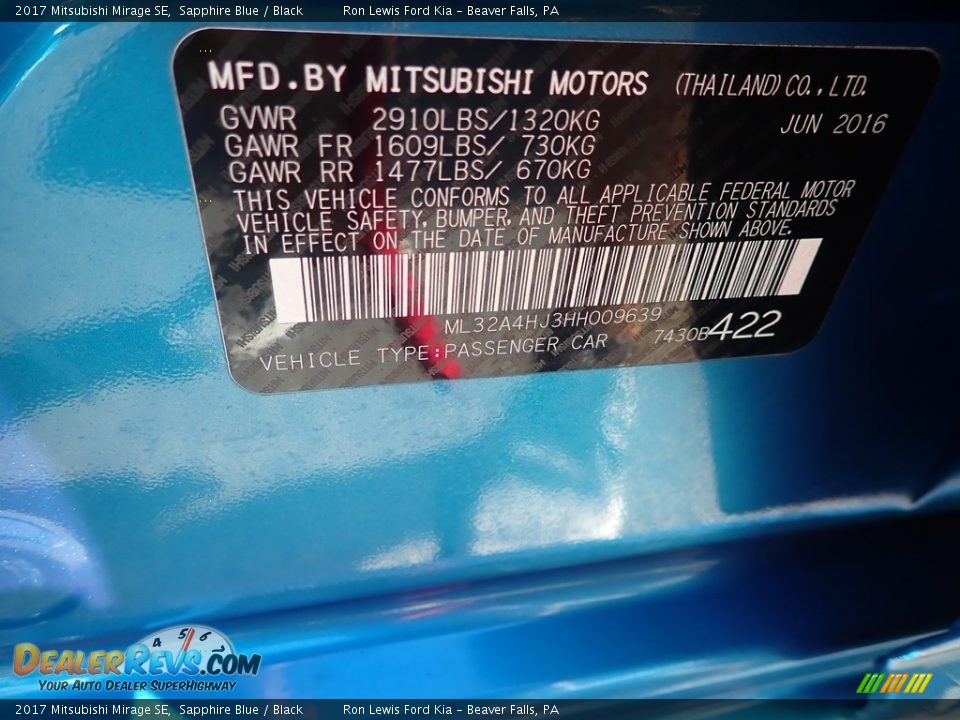 2017 Mitsubishi Mirage SE, Sapphire Blue / Black Ron Lewis Ford Kia - Beaver Falls, PA
MFD.BY MITSUBISHI MOTORS (THAILAND) CO.,LTD.
GVWR 2910LBS/1320KG JUN 2016
GAWR FR 1609LBS/ 730KG
GAWR RR 1477LBS/ 670KG
THIS VEHICLE CONFORMS TO ALL APPLICABLE FEDERAL MOTOR
VEHICLE SAFETY, BUMPER, AND THEFT PREVENTION STANDARDS
IN EFFECT ON THE DATE OF MANUFACTURE SHOWN ABOVE.
ML32A4HJ3HH009639
VEHICLE TYPE:PASSENGER CAR 7430B422
4 5 6
DEALERREVS.COM
YOUR AUTO DEALER SUPERHIGHWAY
2017 Mitsubishi Mirage SE, Sapphire Blue / Black Ron Lewis Ford Kia - Beaver Falls, PA